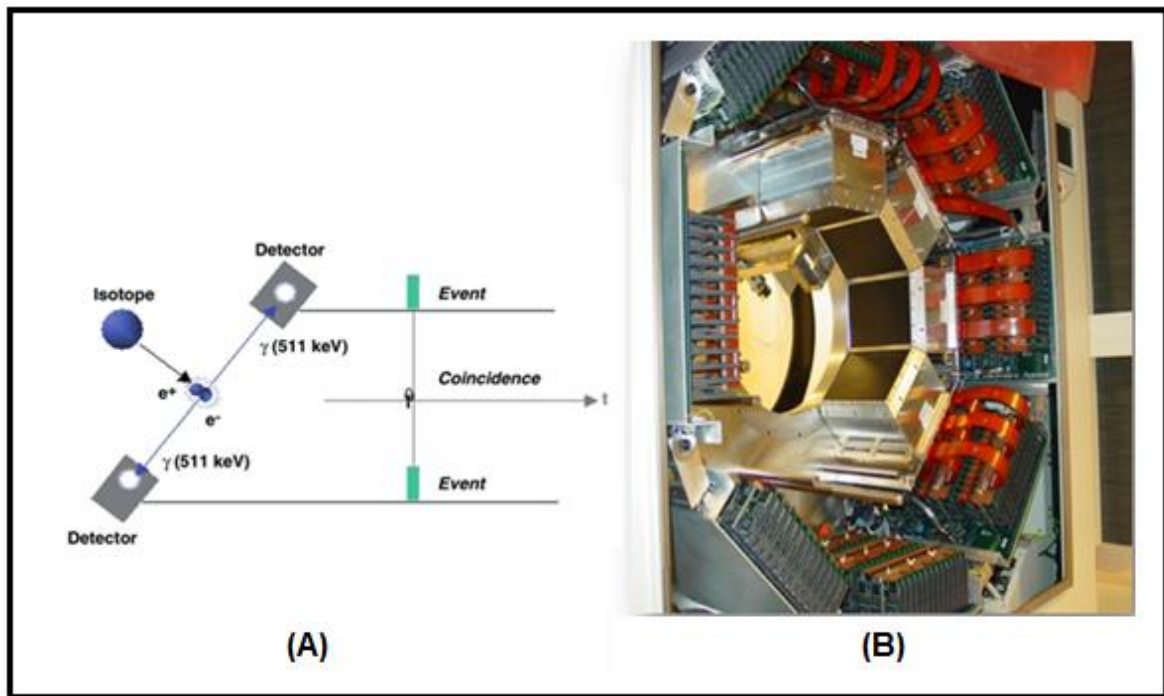 Detector
Event
Isotope
γ (511 keV)
Coincidence
t
e+
e-
γ (511 keV)
Event
Detector
(A)
(B)